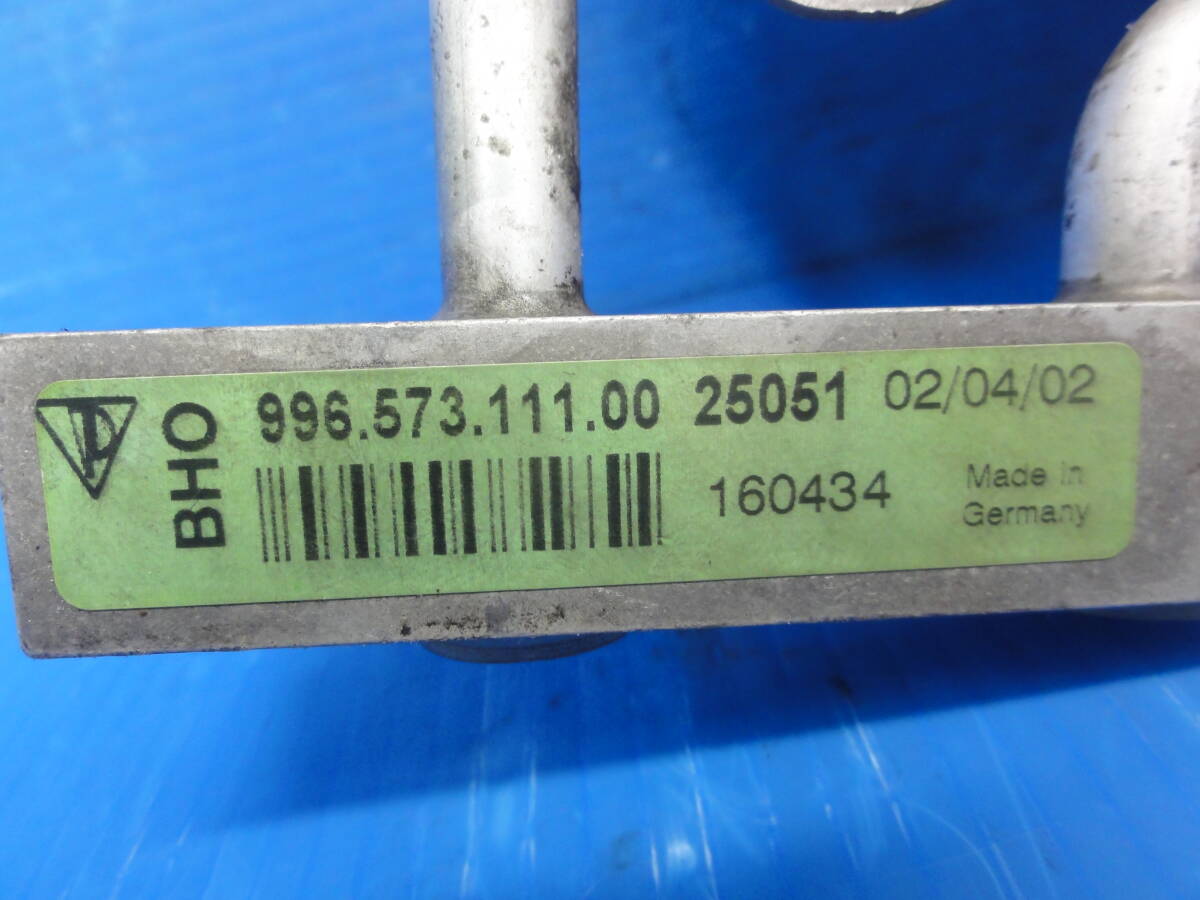 BHO
996.573.111.00 25051 02/04/02
160434
Made in
Germany